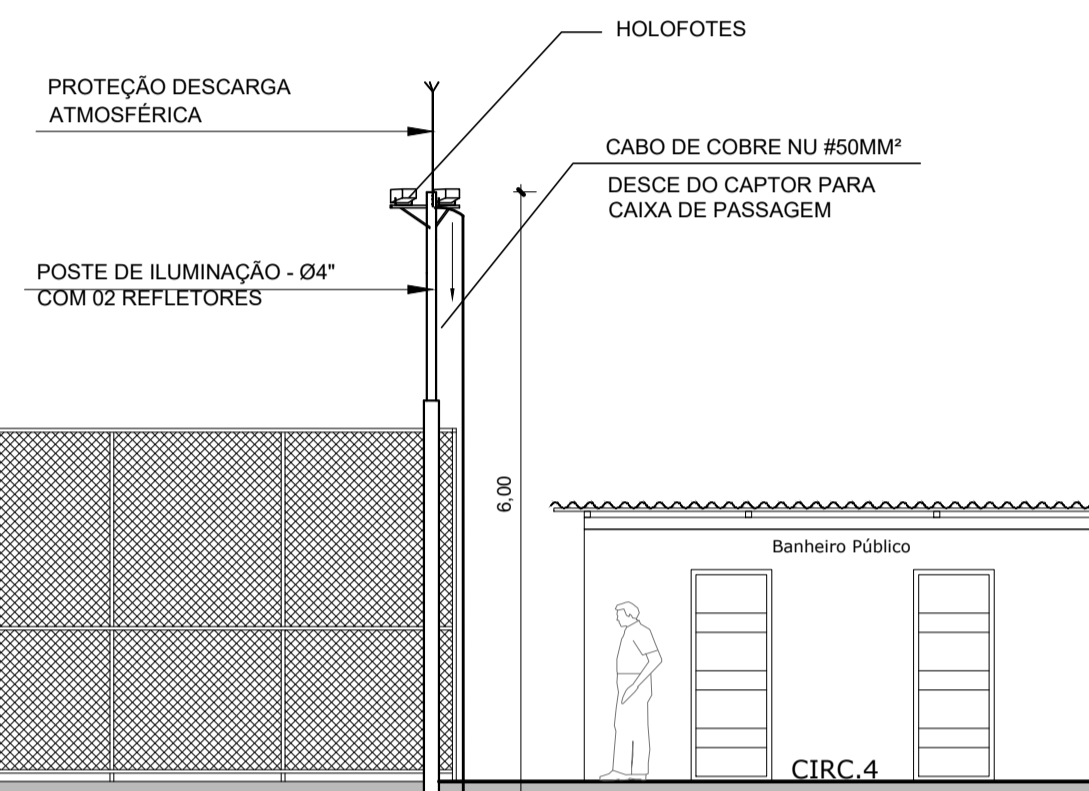 HOLOFOTES
PROTEÇÃO DESCARGA
ATMOSFÉRICA
CABO DE COBRE NU #50MM²
DESCE DO CAPTOR PARA
CAIXA DE PASSAGEM
POSTE DE ILUMINAÇÃO - Ø4"
COM 02 REFLETORES
6,00
Banheiro Público
CIRC.4